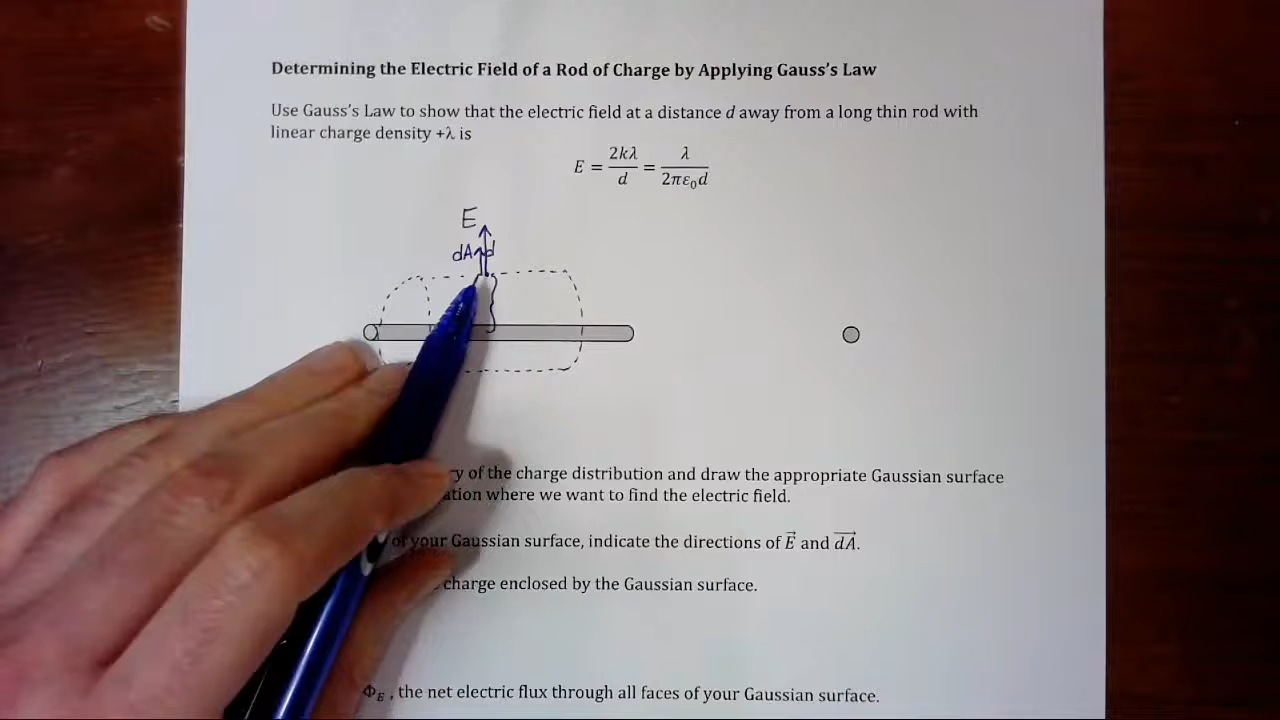 Determining the Electric Field of a Rod of Charge by Applying Gauss's Law
Use Gauss's Law to show that the electric field at a distance d away from a long thin rod with
linear charge density +λ is
E = 2kλ/d = λ/2πε₀d
E
dA d
of the charge distribution and draw the appropriate Gaussian surface
where we want to find the electric field.
of your Gaussian surface, indicate the directions of E⃗ and dA⃗.
charge enclosed by the Gaussian surface.
Φ_E , the net electric flux through all faces of your Gaussian surface.